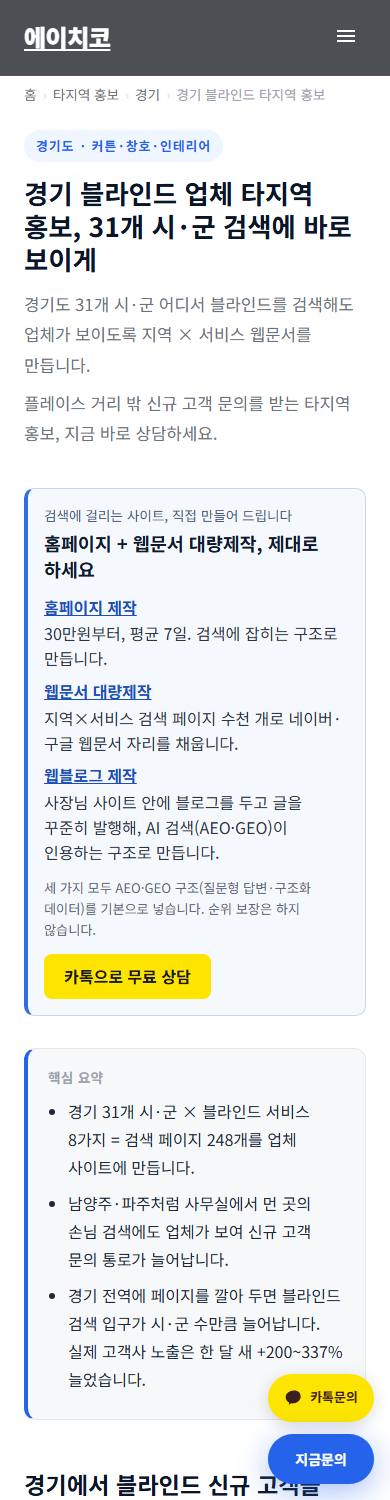 에이치코
홈 › 타지역 홍보 › 경기 › 경기 블라인드 타지역 홍보
경기도 · 커튼·창호·인테리어
경기 블라인드 업체 타지역
홍보, 31개 시·군 검색에 바로
보이게
경기도 31개 시·군 어디서 블라인드를 검색해도
업체가 보이도록 지역 × 서비스 웹문서를
만듭니다.
플레이스 거리 밖 신규 고객 문의를 받는 타지역
홍보, 지금 바로 상담하세요.
검색에 걸리는 사이트, 직접 만들어 드립니다
홈페이지 + 웹문서 대량제작, 제대로
하세요
홈페이지 제작
30만원부터, 평균 7일. 검색에 잡히는 구조로
만듭니다.
웹문서 대량제작
지역×서비스 검색 페이지 수천 개로 네이버·
구글 웹문서 자리를 채웁니다.
웹블로그 제작
사장님 사이트 안에 블로그를 두고 글을
꾸준히 발행해, AI 검색(AEO·GEO)이
인용하는 구조로 만듭니다.
세 가지 모두 AEO·GEO 구조(질문형 답변·구조화
데이터)를 기본으로 넣습니다. 순위 보장은 하지
않습니다.
카톡으로 무료 상담
핵심 요약
• 경기 31개 시·군 × 블라인드 서비스
8가지 = 검색 페이지 248개를 업체
사이트에 만듭니다.
• 남양주·파주처럼 사무실에서 먼 곳의
손님 검색에도 업체가 보여 신규 고객
문의 통로가 늘어납니다.
• 경기 전역에 페이지를 깔아 두면 블라인드
검색 입구가 시·군 수만큼 늘어납니다.
실제 고객사 노출은 한 달 새 +200~337%
늘었습니다.
카톡문의
지금문의
경기에서 블라인드 신규 고객을